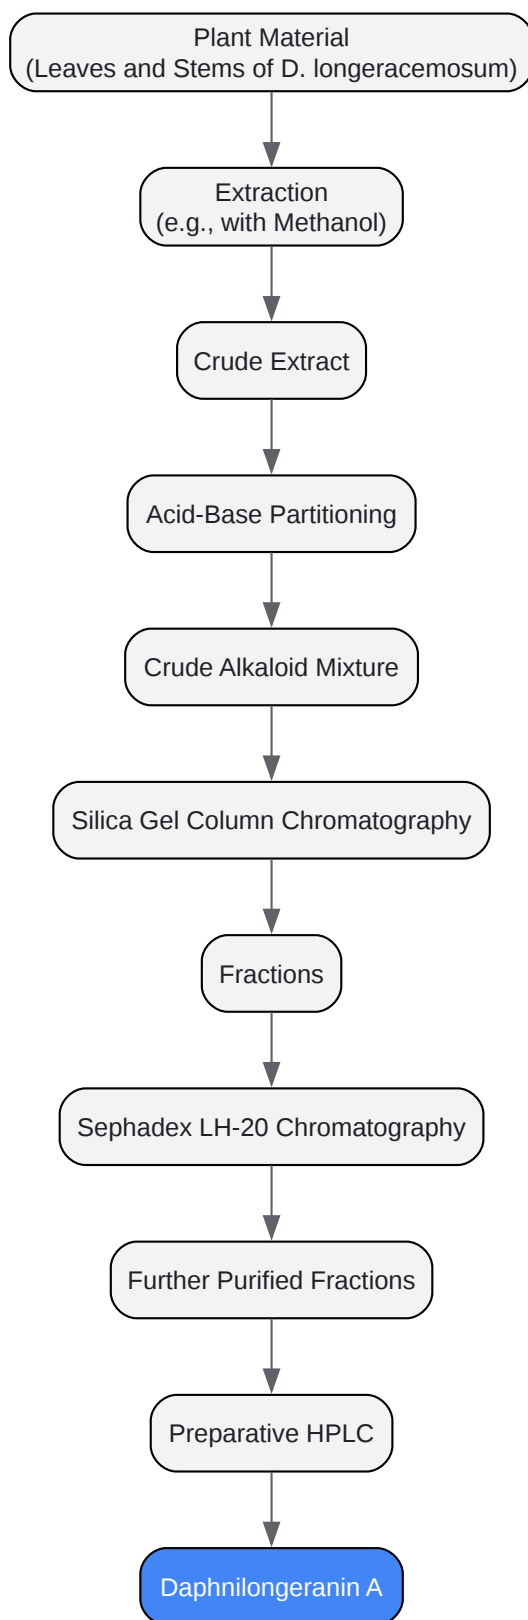 Plant Material
(Leaves and Stems of D. longeracemosum)
Extraction
(e.g., with Methanol)
Crude Extract
Acid-Base Partitioning
Crude Alkaloid Mixture
Silica Gel Column Chromatography
Fractions
Sephadex LH-20 Chromatography
Further Purified Fractions
Preparative HPLC
Daphnilongeranin A